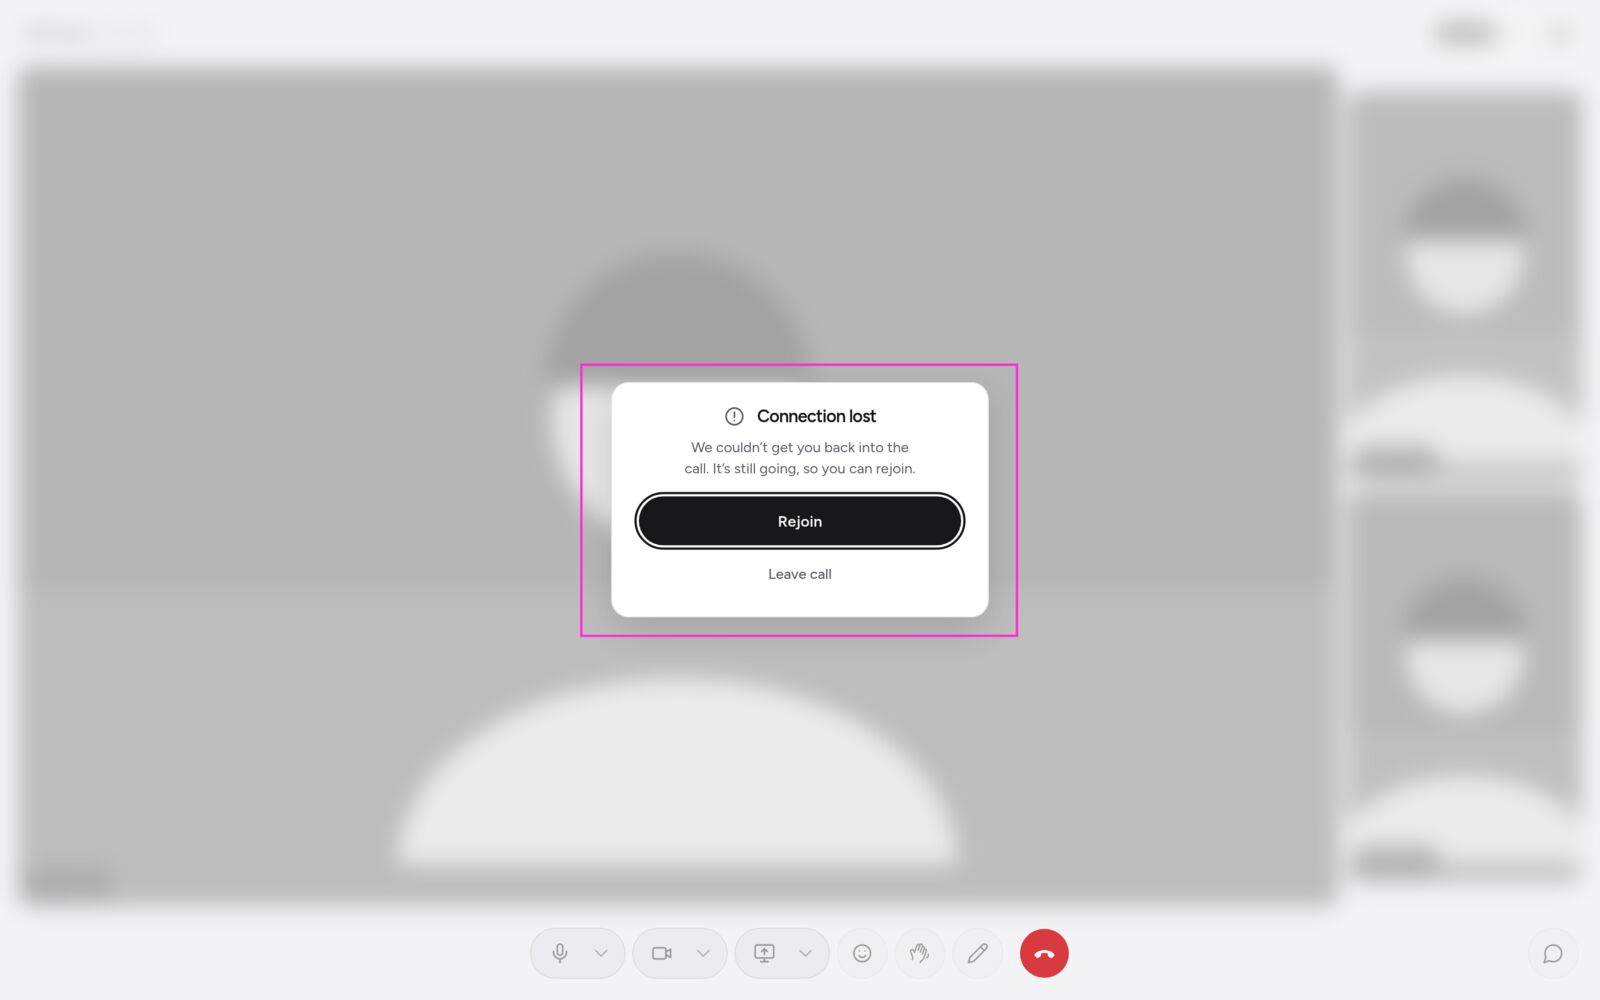 Connection lost
We couldn’t get you back into the
call. It’s still going, so you can rejoin.
Rejoin
Leave call